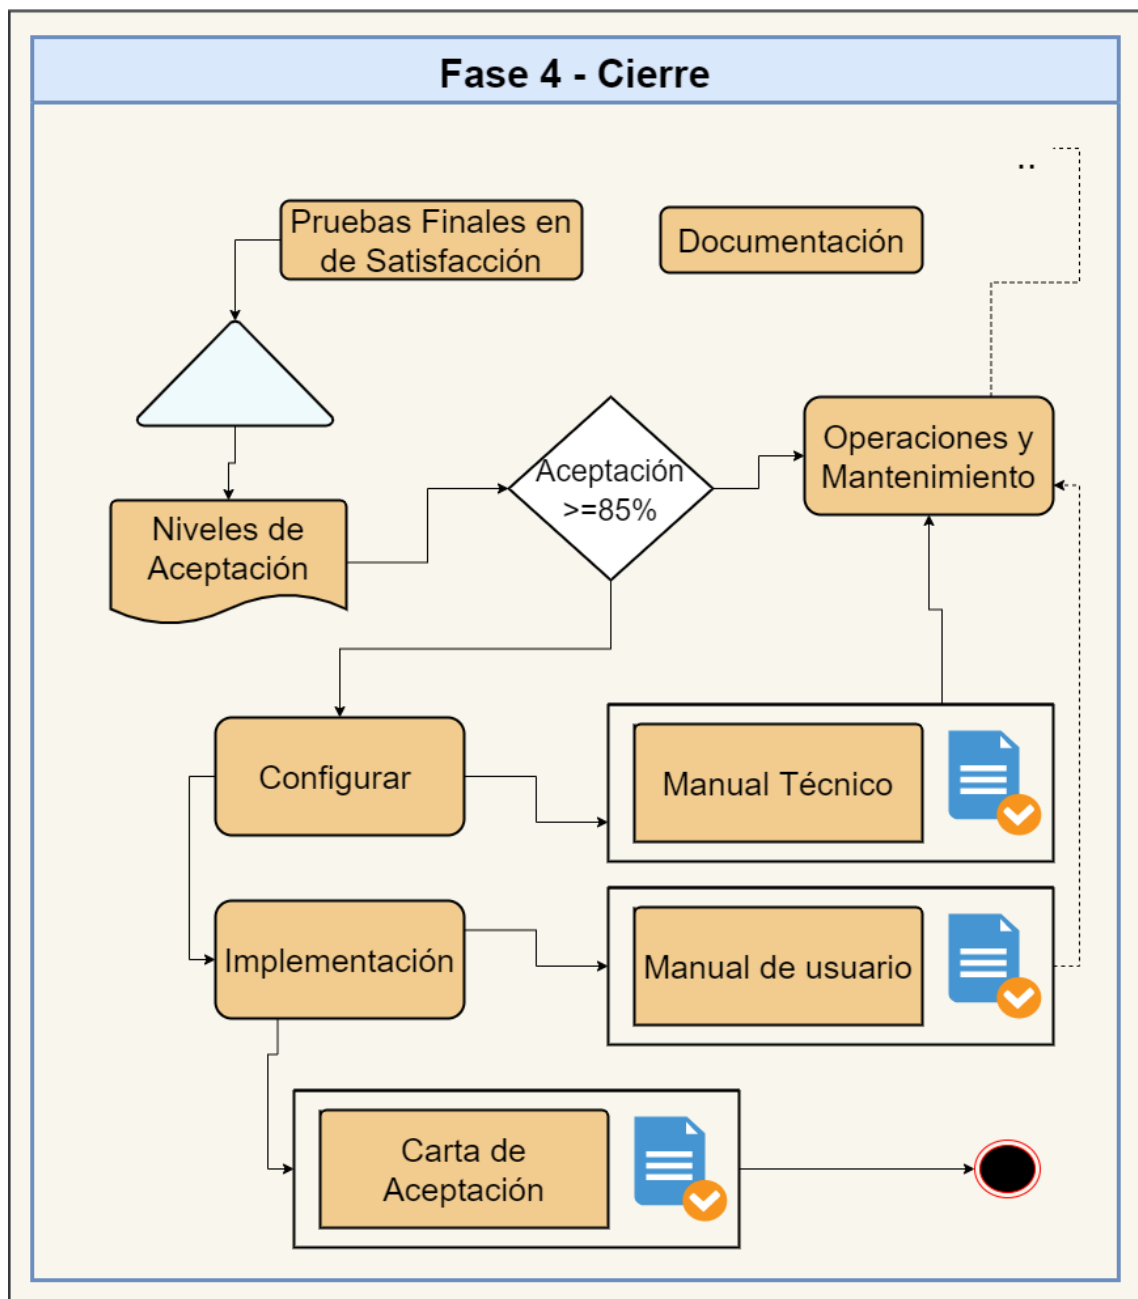 Fase 4 - Cierre
..
Pruebas Finales en
de Satisfacción
Documentación
Aceptación
>=85%
Operaciones y
Mantenimiento
Niveles de
Aceptación
Configurar
Manual Técnico
Implementación
Manual de usuario
Carta de
Aceptación